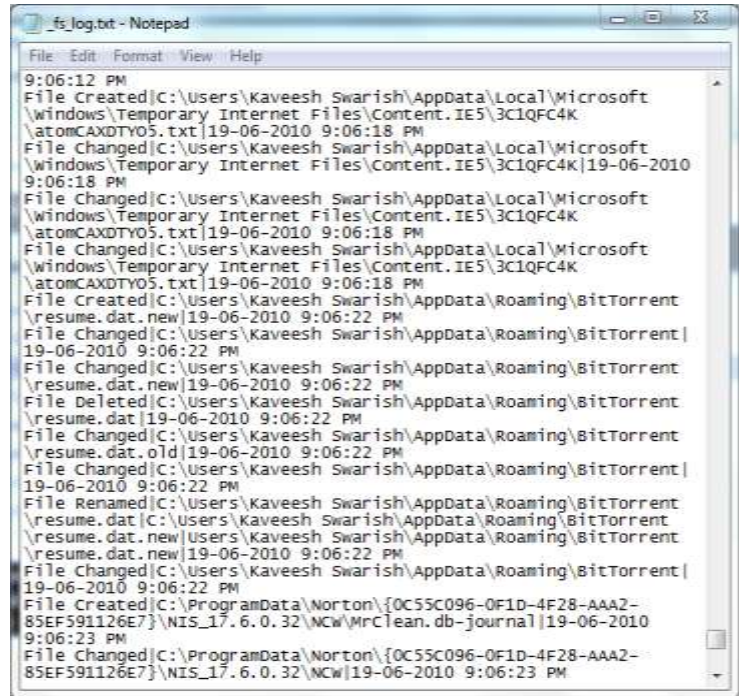 _fs_log.txt - Notepad
File Edit Format View Help
9:06:12 PM
File Created|C:\Users\Kaveesh Swarish\AppData\Local\Microsoft
\Windows\Temporary Internet Files\Content.IE5\3C1QFC4K
\atomCAXDTYO5.txt|19-06-2010 9:06:18 PM
File Changed|C:\Users\Kaveesh Swarish\AppData\Local\Microsoft
\Windows\Temporary Internet Files\Content.IE5\3C1QFC4K|19-06-2010
9:06:18 PM
File Changed|C:\Users\Kaveesh Swarish\AppData\Local\Microsoft
\Windows\Temporary Internet Files\Content.IE5\3C1QFC4K
\atomCAXDTYO5.txt|19-06-2010 9:06:18 PM
File Changed|C:\Users\Kaveesh Swarish\AppData\Local\Microsoft
\Windows\Temporary Internet Files\Content.IE5\3C1QFC4K
\atomCAXDTYO5.txt|19-06-2010 9:06:18 PM
File Created|C:\Users\Kaveesh Swarish\AppData\Roaming\BitTorrent
\resume.dat.new|19-06-2010 9:06:22 PM
File Changed|C:\Users\Kaveesh Swarish\AppData\Roaming\BitTorrent|
19-06-2010 9:06:22 PM
File Changed|C:\Users\Kaveesh Swarish\AppData\Roaming\BitTorrent
\resume.dat.new|19-06-2010 9:06:22 PM
File Deleted|C:\Users\Kaveesh Swarish\AppData\Roaming\BitTorrent
\resume.dat|19-06-2010 9:06:22 PM
File Changed|C:\Users\Kaveesh Swarish\AppData\Roaming\BitTorrent
\resume.dat.old|19-06-2010 9:06:22 PM
File Changed|C:\Users\Kaveesh Swarish\AppData\Roaming\BitTorrent|
19-06-2010 9:06:22 PM
File Renamed|C:\Users\Kaveesh Swarish\AppData\Roaming\BitTorrent
\resume.dat|C:\Users\Kaveesh Swarish\AppData\Roaming\BitTorrent
\resume.dat.new|Users\Kaveesh Swarish\AppData\Roaming\BitTorrent
\resume.dat.new|19-06-2010 9:06:22 PM
File Changed|C:\Users\Kaveesh Swarish\AppData\Roaming\BitTorrent|
19-06-2010 9:06:22 PM
File Created|C:\ProgramData\Norton\{0C55C096-0F1D-4F28-AAA2-
85EF591126E7}\NIS_17.6.0.32\NCW\MrClean.db-journal|19-06-2010
9:06:23 PM
File Changed|C:\ProgramData\Norton\{0C55C096-0F1D-4F28-AAA2-
85EF591126E7}\NIS_17.6.0.32\NCW|19-06-2010 9:06:23 PM